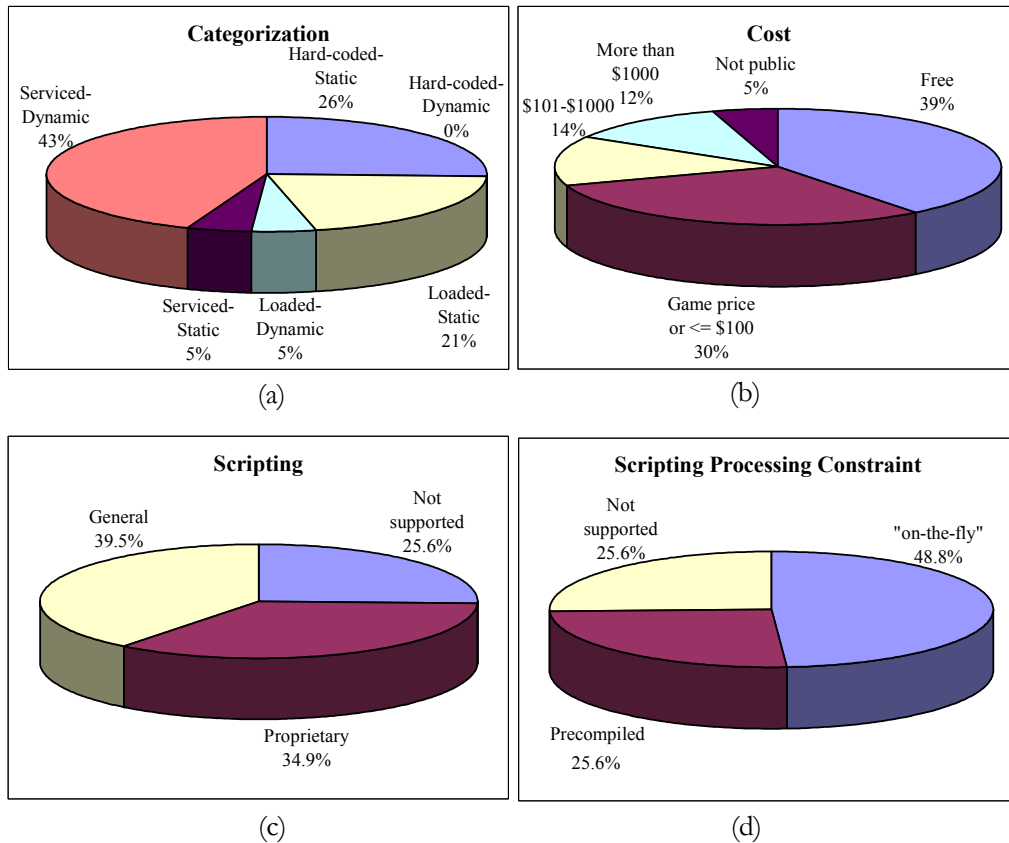 Categorization
Hard-coded-
Static
26%
Hard-coded-
Dynamic
0%
Serviced-
Dynamic
43%
Serviced-
Static
5%
Loaded-
Dynamic
5%
Loaded-
Static
21%
(a)
Cost
More than
$1000
12%
Not public
5%
Free
39%
$101-$1000
14%
Game price
or <= $100
30%
(b)
Scripting
General
39.5%
Not
supported
25.6%
Proprietary
34.9%
(c)
Scripting Processing Constraint
Not
supported
25.6%
"on-the-fly"
48.8%
Precompiled
25.6%
(d)